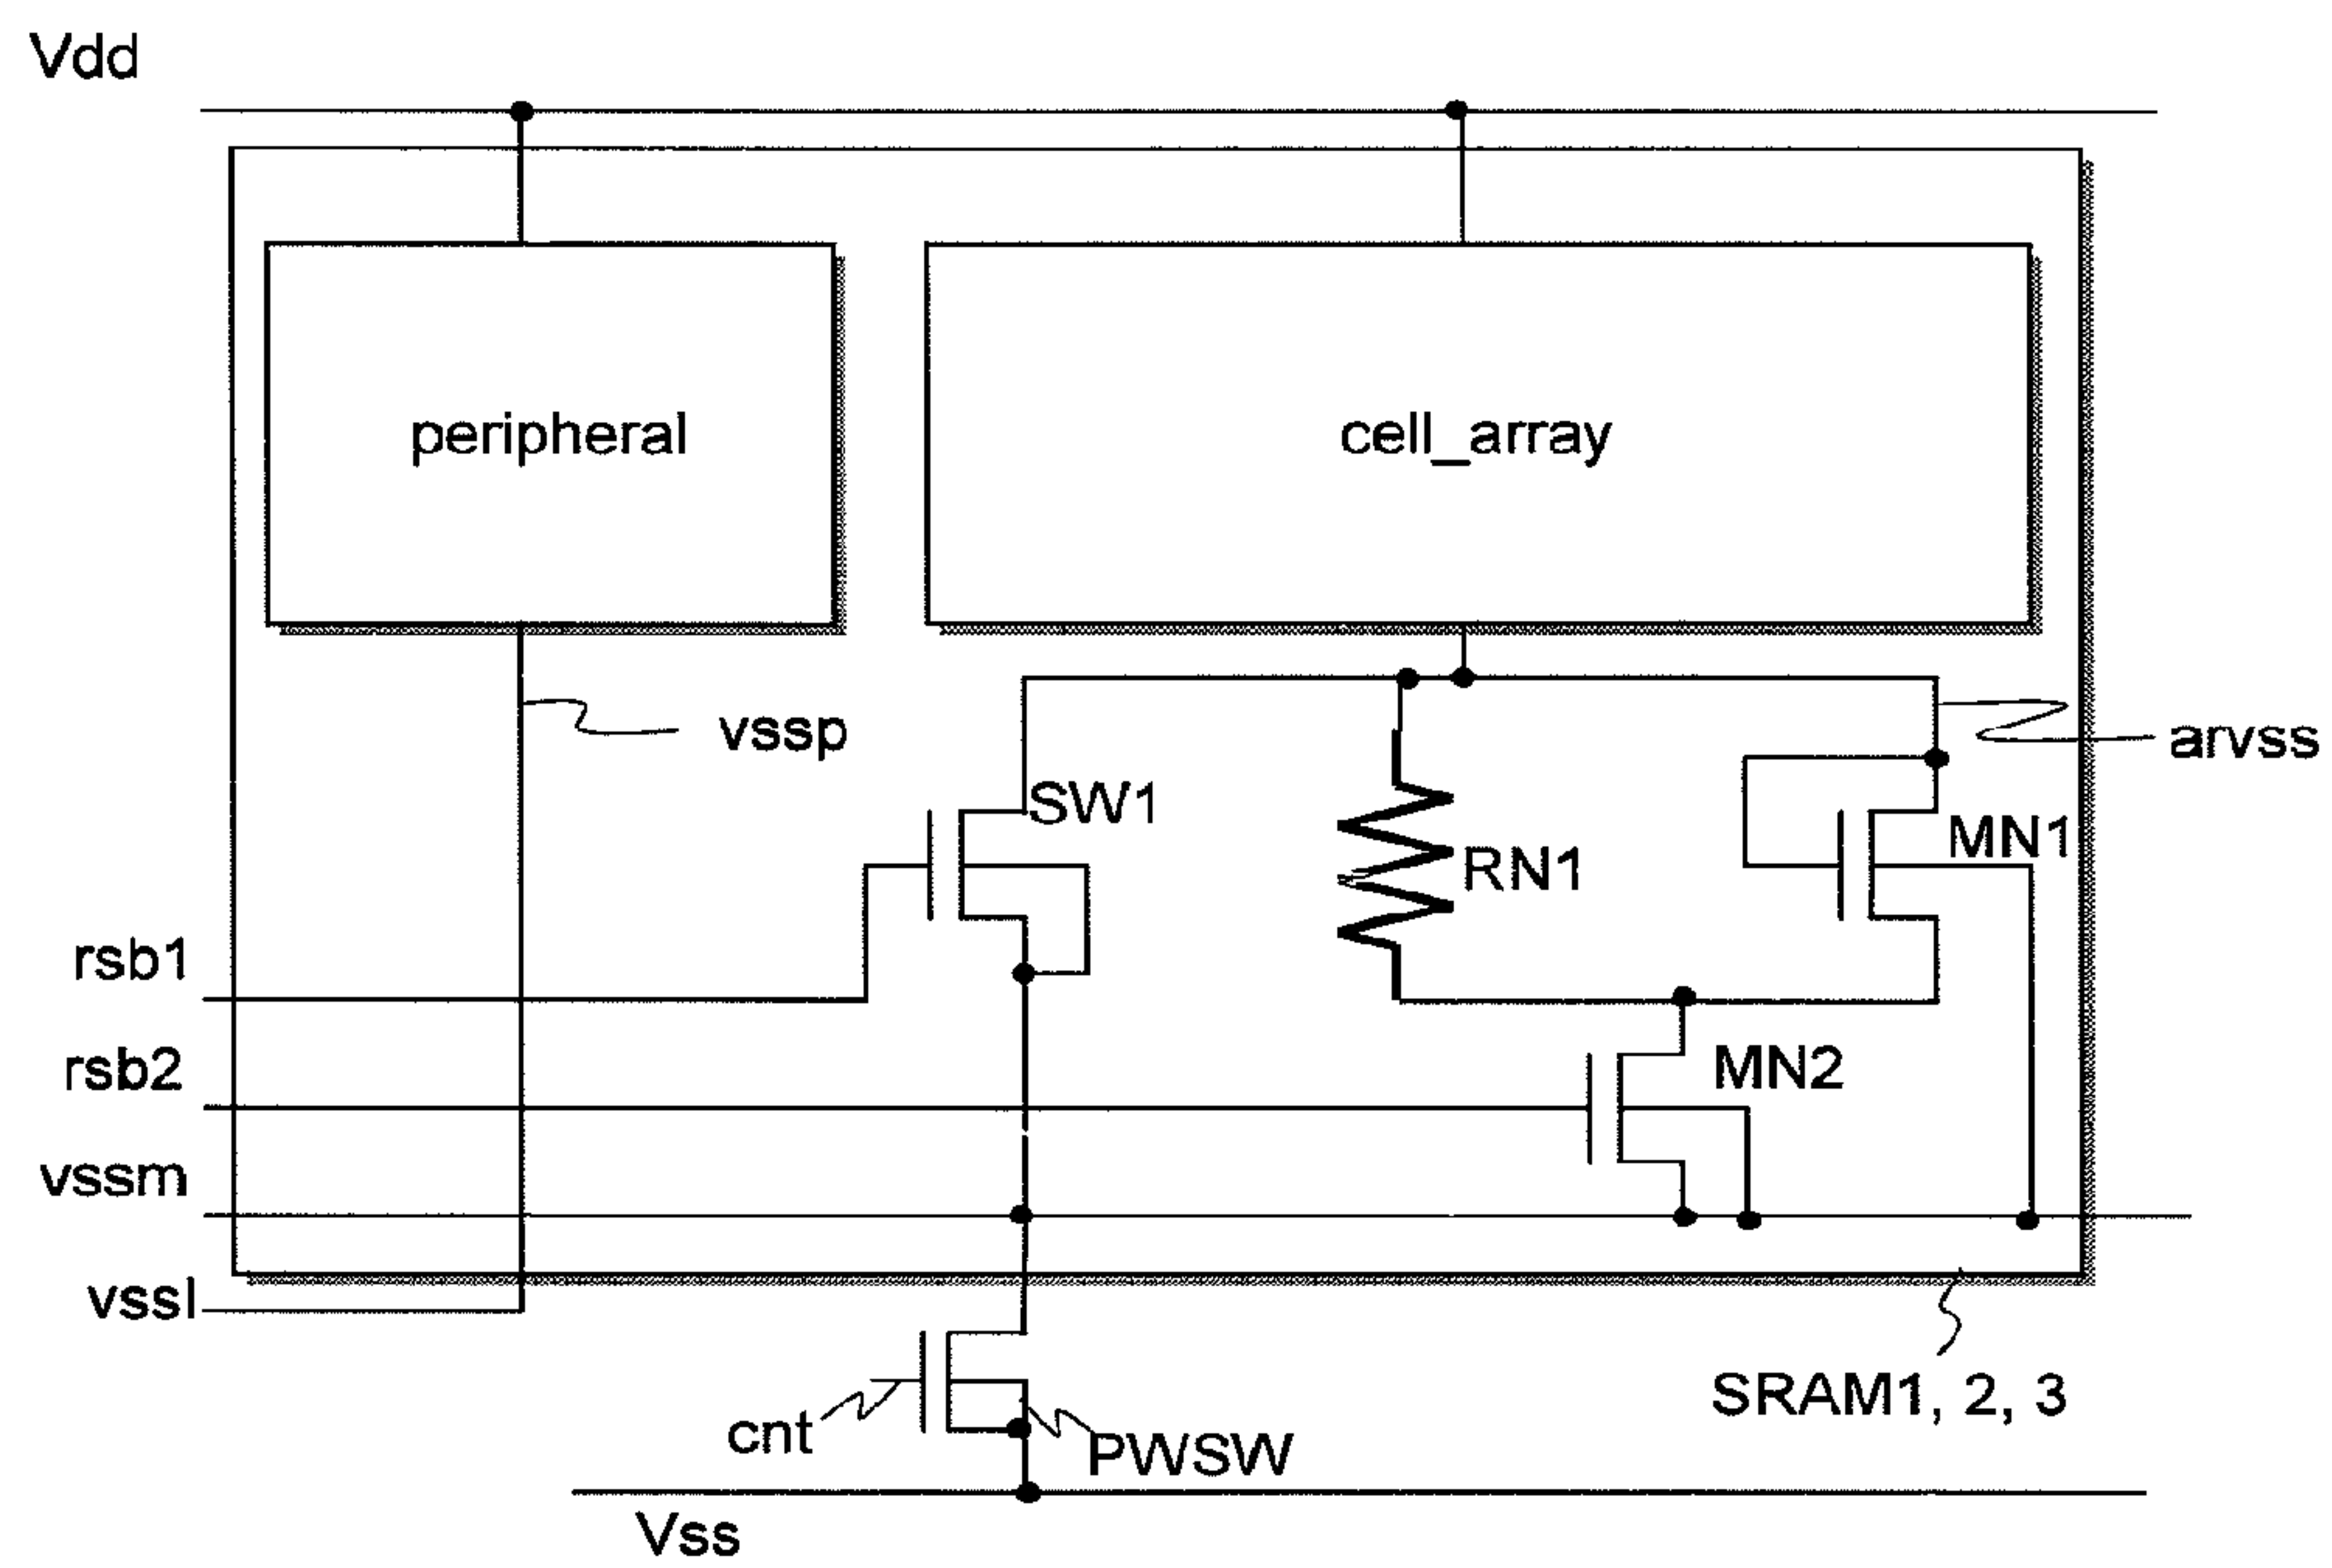 Vdd
peripheral
cell_array
vssp
arvss
SW1
MN1
RN1
rsb1
rsb2
MN2
vssm
vssl
SRAM1, 2, 3
cnt
PWSW
Vss